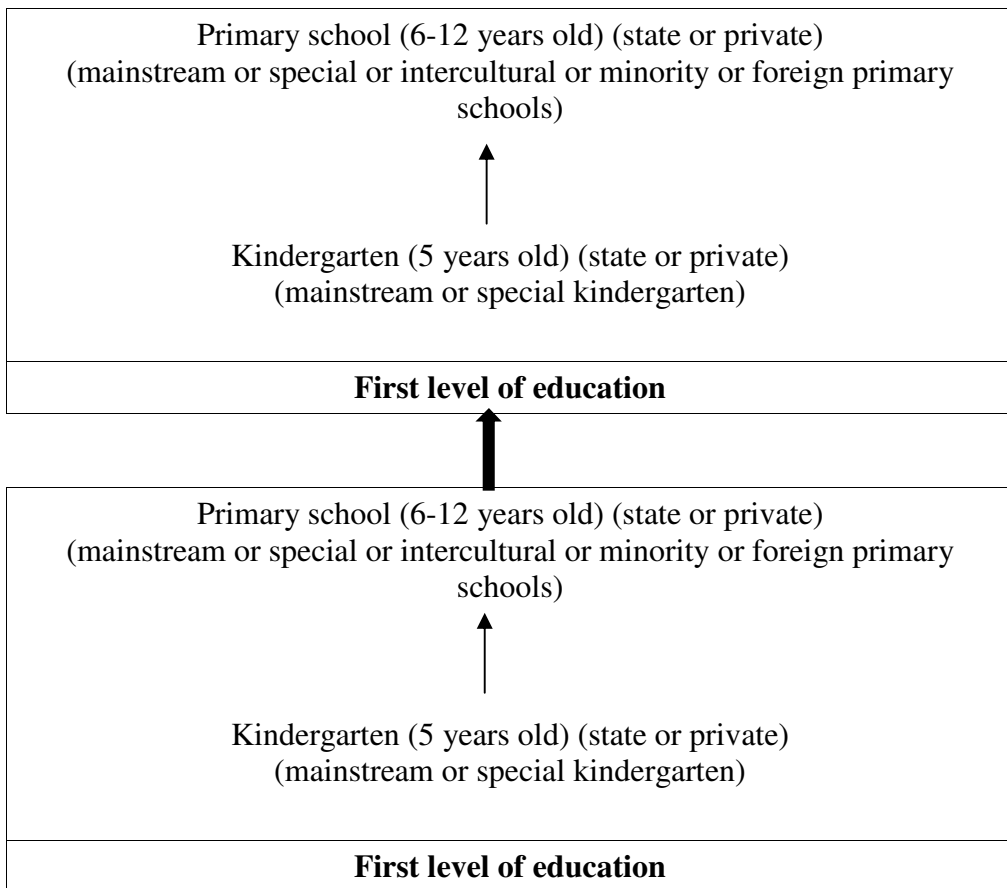 Primary school (6-12 years old) (state or private)
(mainstream or special or intercultural or minority or foreign primary
schools)
Kindergarten (5 years old) (state or private)
(mainstream or special kindergarten)
First level of education
Primary school (6-12 years old) (state or private)
(mainstream or special or intercultural or minority or foreign primary
schools)
Kindergarten (5 years old) (state or private)
(mainstream or special kindergarten)
First level of education